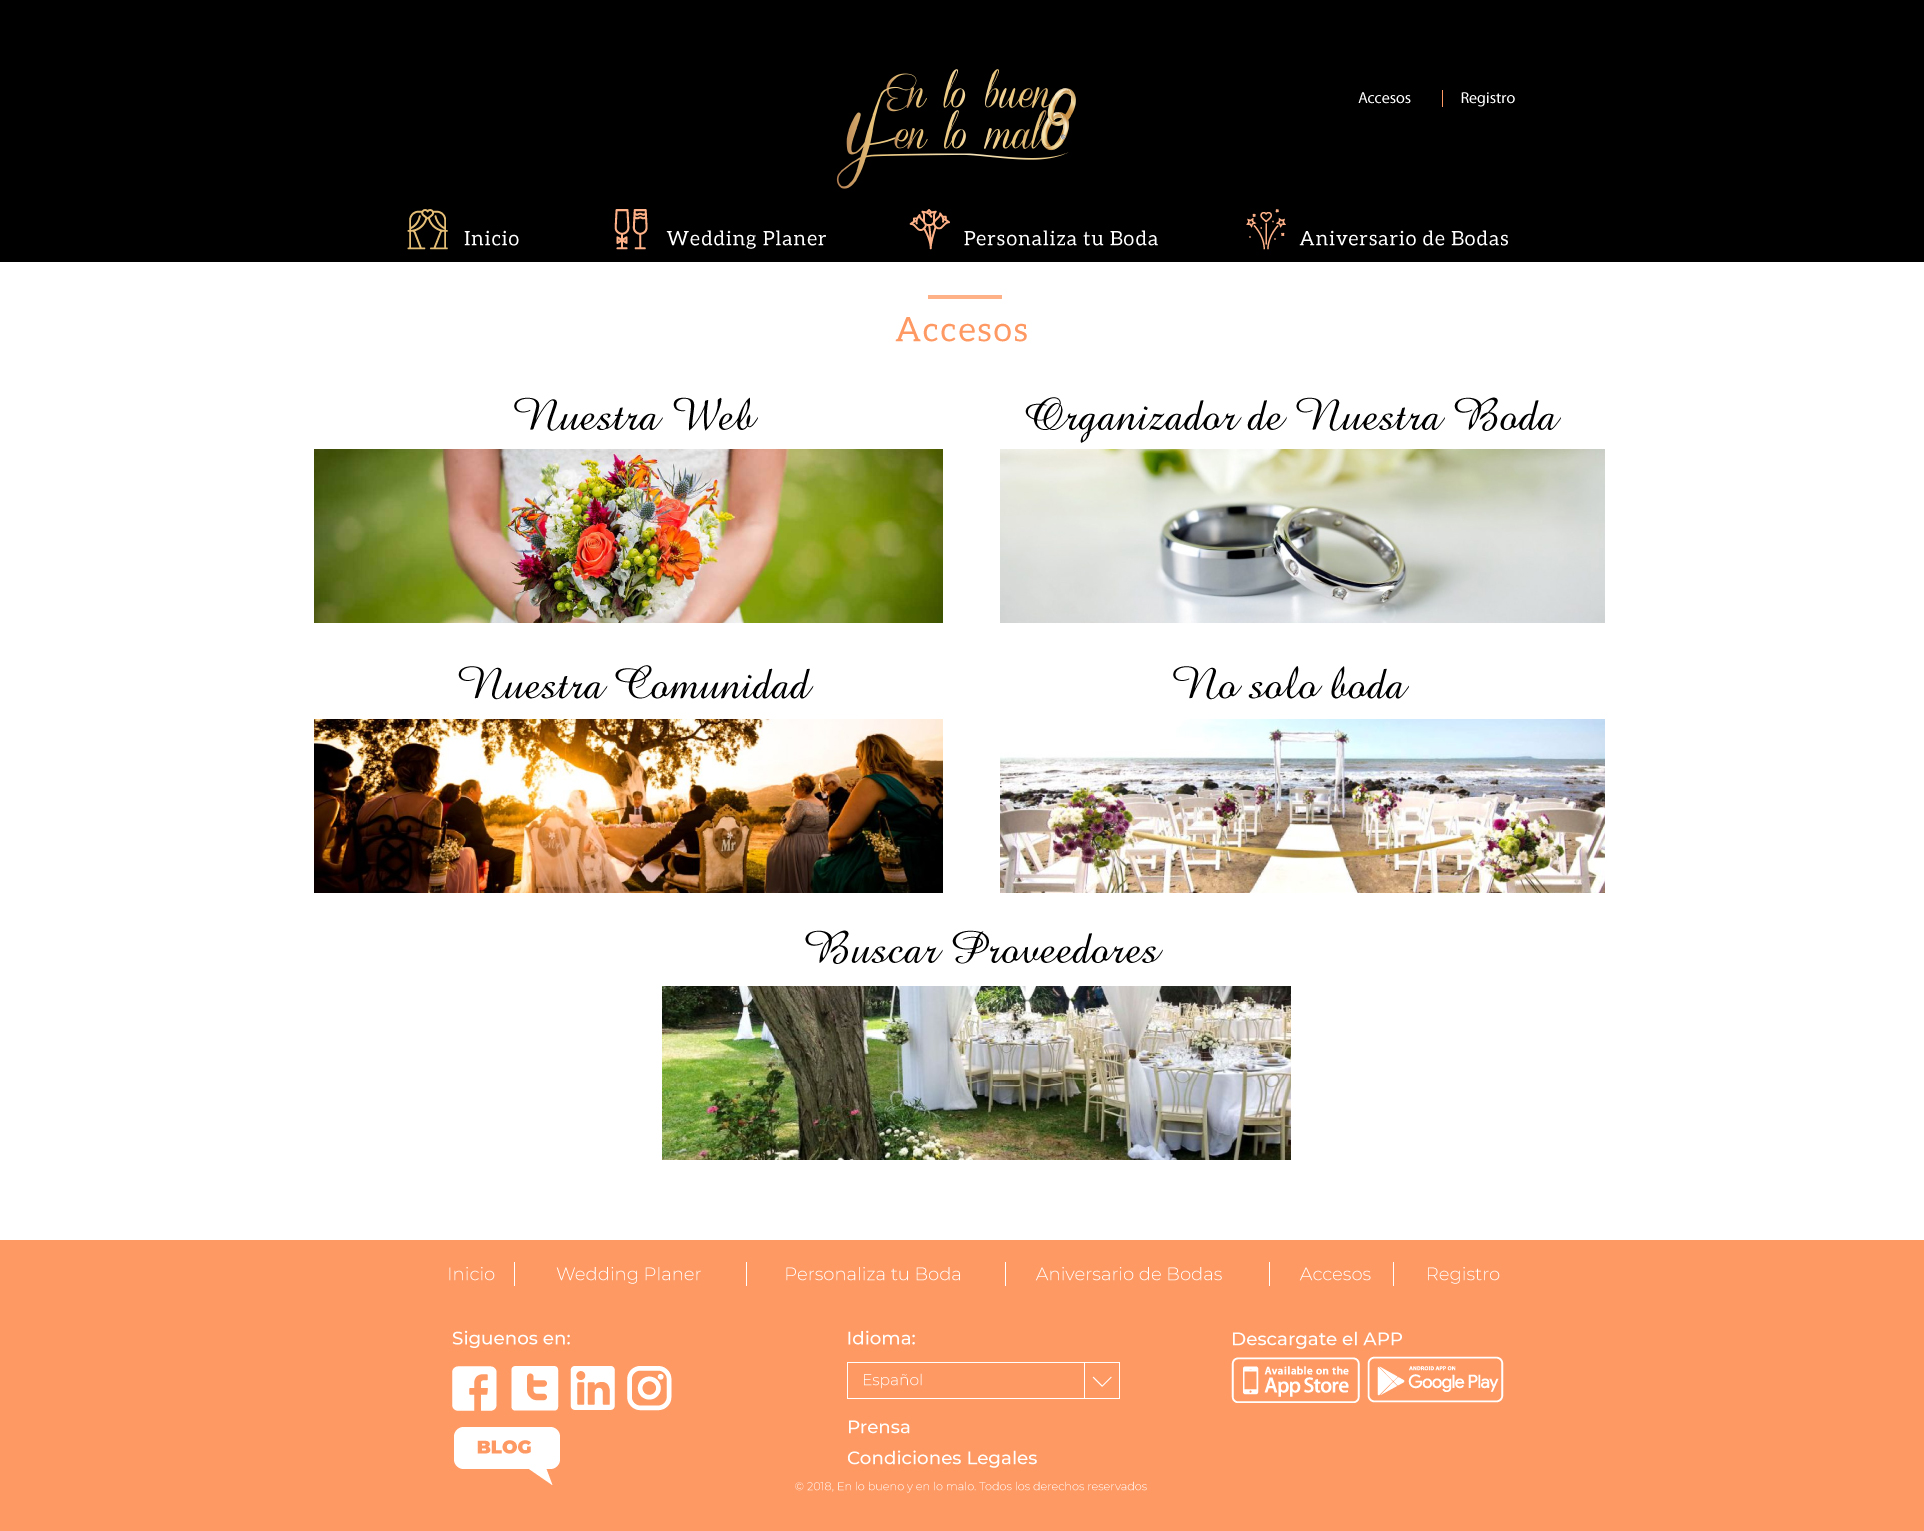 En lo bueno
y en lo malo
Accesos
Registro
Inicio
Wedding Planer
Personaliza tu Boda
Aniversario de Bodas
Accesos
Nuestra Web
Organizador de Nuestra Boda
Nuestra Comunidad
No solo boda
Mr
Buscar Proveedores
Inicio
Wedding Planer
Personaliza tu Boda
Aniversario de Bodas
Accesos
Registro
Siguenos en:
BLOG
Idioma:
Español
Prensa
Condiciones Legales
Descargate el APP
Available on the
App Store
ANDROID APP ON
Google Play
© 2018, En lo bueno y en lo malo. Todos los derechos reservados